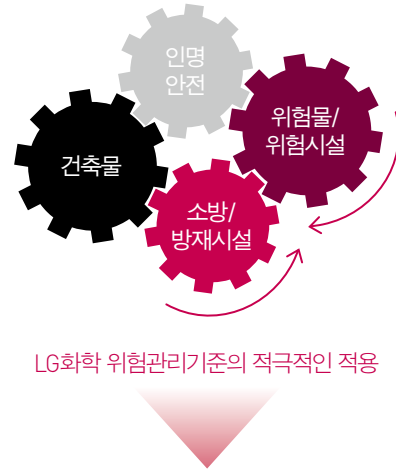 인명
안전
위험물/
위험시설
건축물
소방/
방재시설
LG화학 위험관리기준의 적극적인 적용